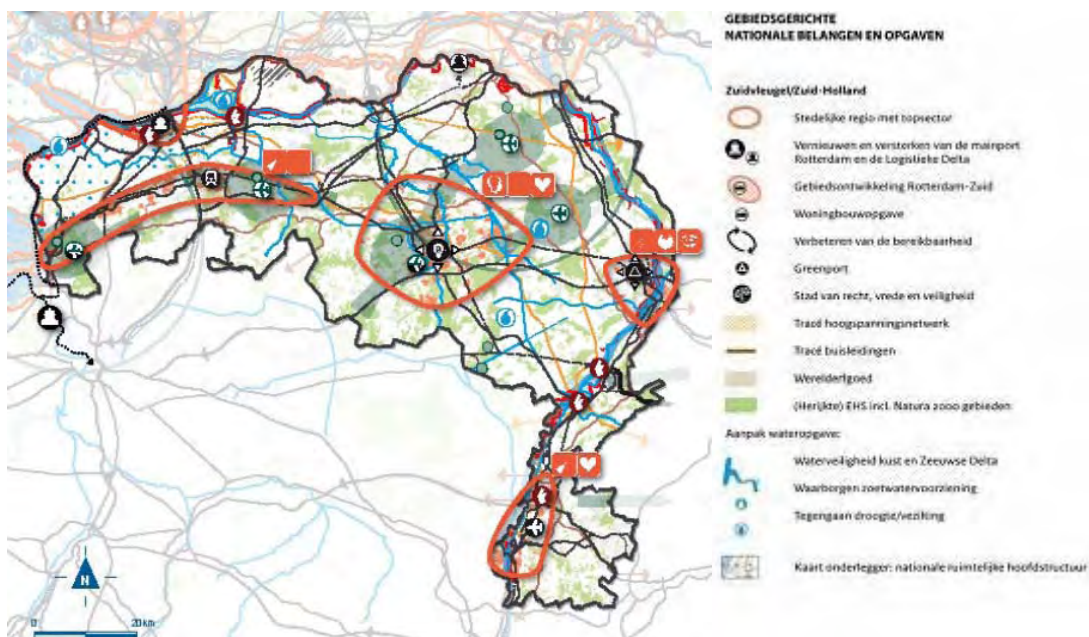 GEBIEDSGERICHTE
NATIONALE BELANGEN EN OPGAVEN
Zuidvleugel/Zuid-Holland
Stedelijke regio met topsector
Vernieuwen en versterken van de mainport
Rotterdam en de Logistieke Delta
Gebiedsontwikkeling Rotterdam-Zuid
Woningbouwopgave
Verbeteren van de bereikbaarheid
Greenport
Stad van recht, vrede en veiligheid
Tracé hoogspanningsnetwerk
Tracé buisleidingen
Werelderfgoed
(Herijkte) EHS incl. Natura 2000 gebieden
Aanpak wateropgave:
Waterveiligheid kust en Zeeuwse Delta
Waarborgen zoetwatervoorziening
Tegengaan droogte/verzilting
Kaart onderlegger: nationale ruimtelijke hoofdstructuur
N
0 20 km